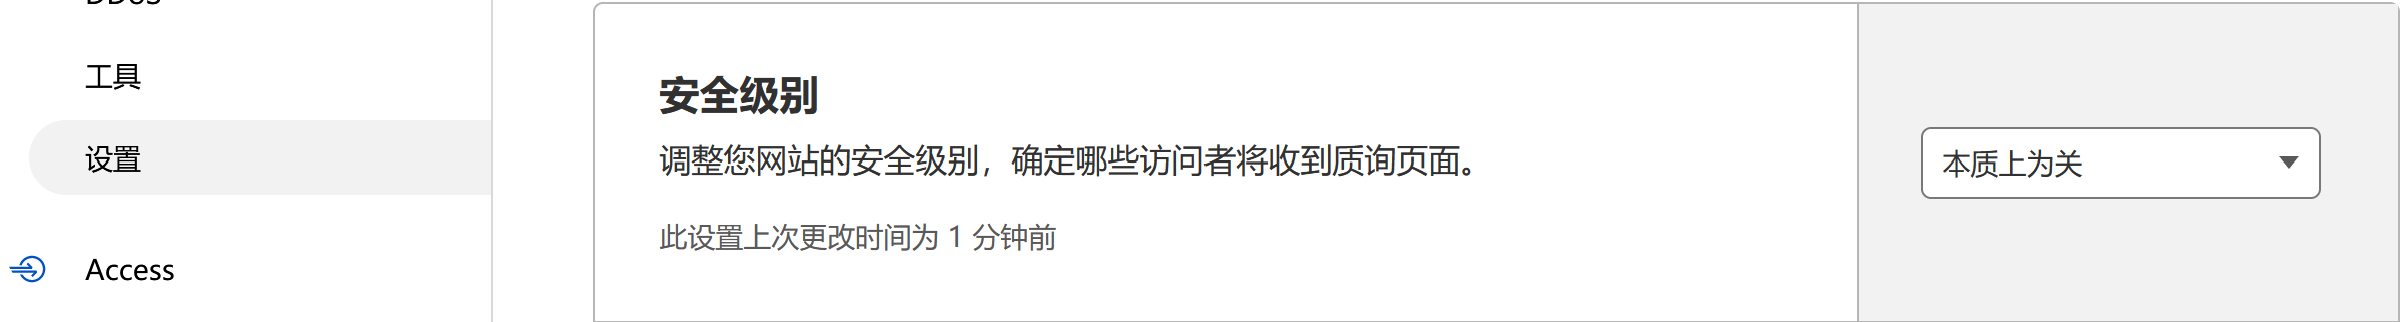 DDoS
工具
设置
Access
安全级别
调整您网站的安全级别，确定哪些访问者将收到质询页面。
此设置上次更改时间为 1 分钟前
本质上为关